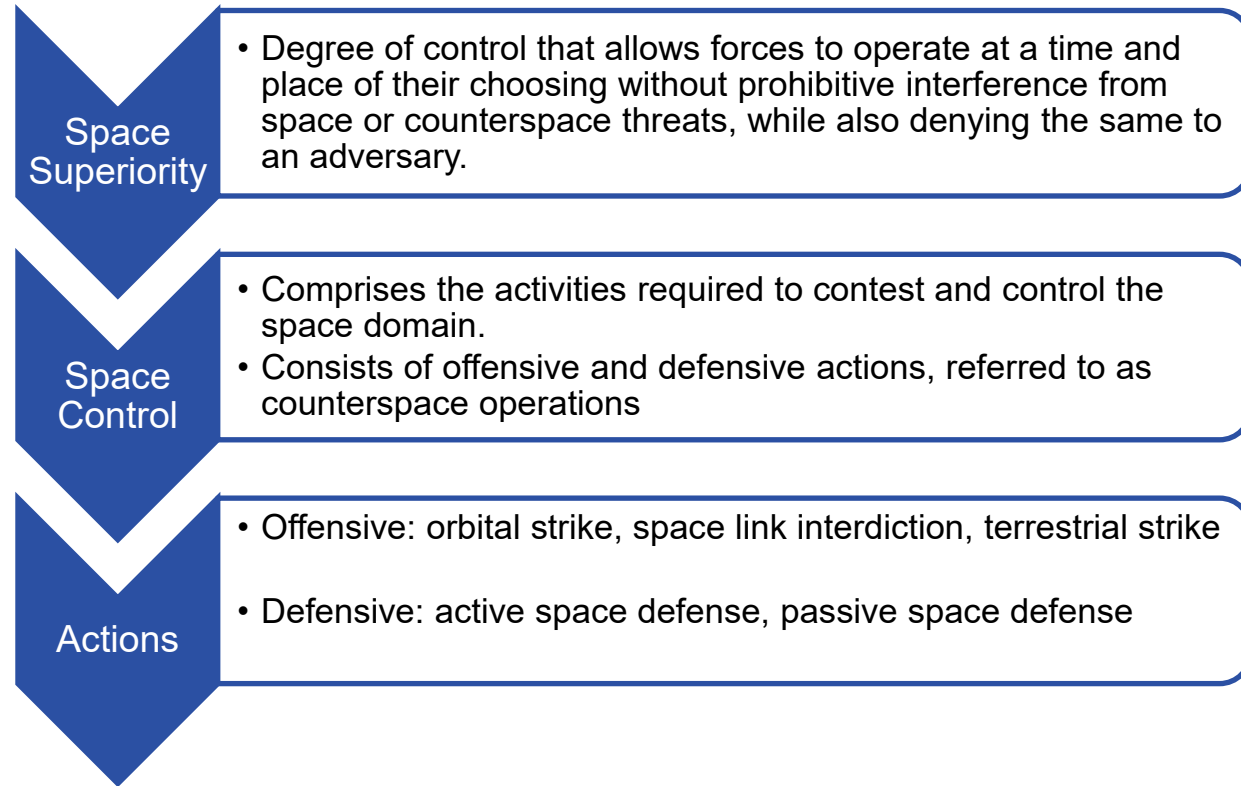 Space
Superiority
• Degree of control that allows forces to operate at a time and
place of their choosing without prohibitive interference from
space or counterspace threats, while also denying the same to
an adversary.
Space
Control
• Comprises the activities required to contest and control the
space domain.
• Consists of offensive and defensive actions, referred to as
counterspace operations
Actions
• Offensive: orbital strike, space link interdiction, terrestrial strike
• Defensive: active space defense, passive space defense